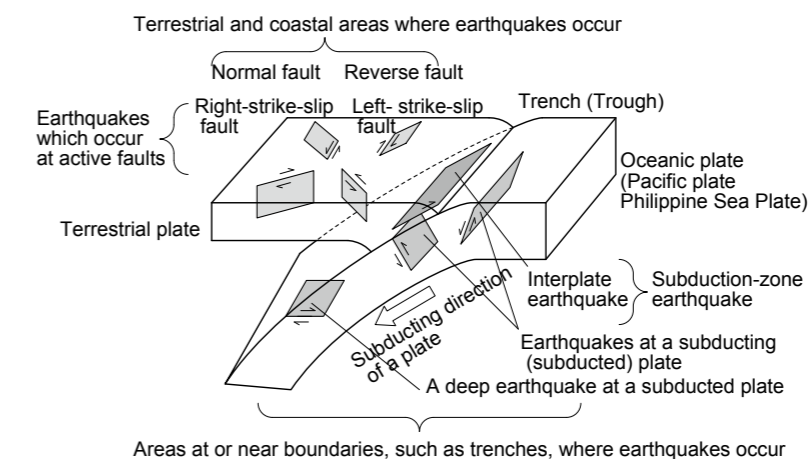 Terrestrial and coastal areas where earthquakes occur
Normal fault Reverse fault
Right-strike-slip
fault
Left- strike-slip
fault
Trench (Trough)
Earthquakes
which occur
at active faults
Oceanic plate
(Pacific plate
Philippine Sea Plate)
Terrestrial plate
Interplate
earthquake
Subduction-zone
earthquake
Subducting direction
of a plate
Earthquakes at a subducting
(subducted) plate
A deep earthquake at a subducted plate
Areas at or near boundaries, such as trenches, where earthquakes occur